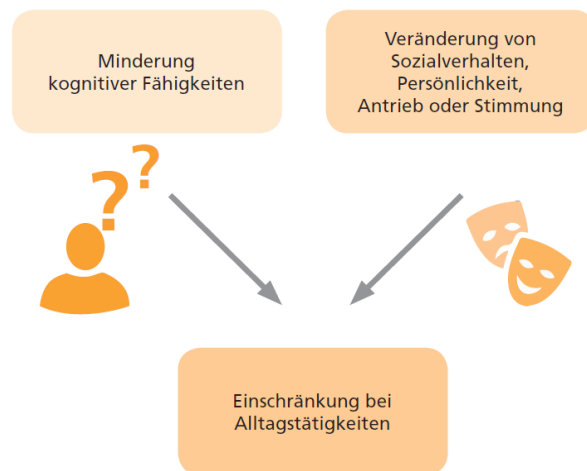 Minderung
kognitiver Fähigkeiten
Veränderung von
Sozialverhalten,
Persönlichkeit,
Antrieb oder Stimmung
? ?
Einschränkung bei
Alltagstätigkeiten